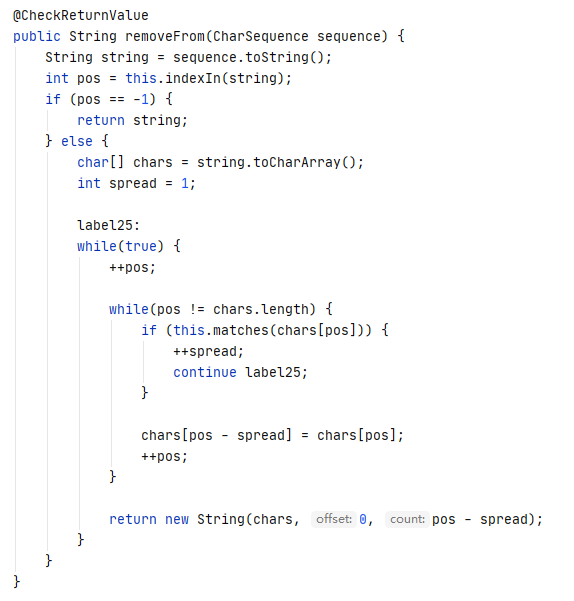 @CheckReturnValue
public String removeFrom(CharSequence sequence) {
    String string = sequence.toString();
    int pos = this.indexIn(string);
    if (pos == -1) {
        return string;
    } else {
        char[] chars = string.toCharArray();
        int spread = 1;

        label25:
        while(true) {
            ++pos;

            while(pos != chars.length) {
                if (this.matches(chars[pos])) {
                    ++spread;
                    continue label25;
                }

                chars[pos - spread] = chars[pos];
                ++pos;
            }

            return new String(chars, offset: 0, count: pos - spread);
        }
    }
}